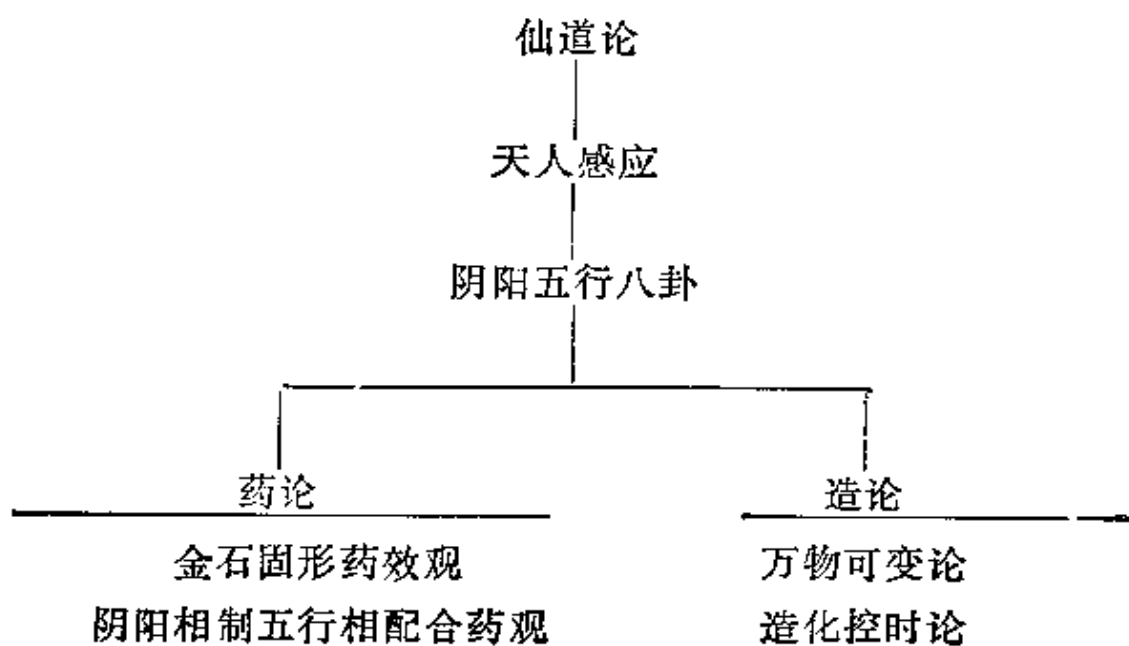 仙道论
天人感应
阴阳五行八卦
药论
造论
金石固形药效观
万物可变论
阴阳相制五行相配合药观
造化控时论